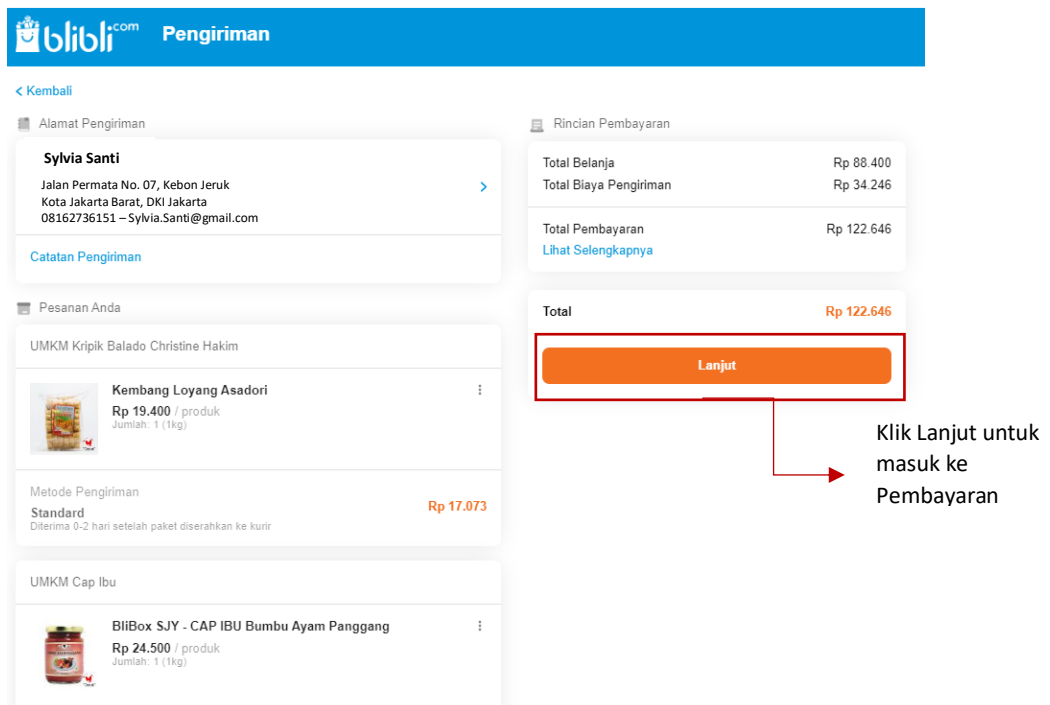 blibli.com Pengiriman
< Kembali
Alamat Pengiriman
Sylvia Santi
Jalan Permata No. 07, Kebon Jeruk
Kota Jakarta Barat, DKI Jakarta
08162736151 – Sylvia.Santi@gmail.com
Catatan Pengiriman
Pesanan Anda
UMKM Kripik Balado Christine Hakim
Kembang Loyang Asadori
Rp 19.400 / produk
Jumlah: 1 (1kg)
Metode Pengiriman
Standard
Diterima 0-2 hari setelah paket diserahkan ke kurir
Rp 17.073
UMKM Cap Ibu
BliBox SJY - CAP IBU Bumbu Ayam Panggang
Rp 24.500 / produk
Jumlah: 1 (1kg)
Rincian Pembayaran
Total Belanja Rp 88.400
Total Biaya Pengiriman Rp 34.246
Total Pembayaran Rp 122.646
Lihat Selengkapnya
Total Rp 122.646
Lanjut
Klik Lanjut untuk
masuk ke
Pembayaran